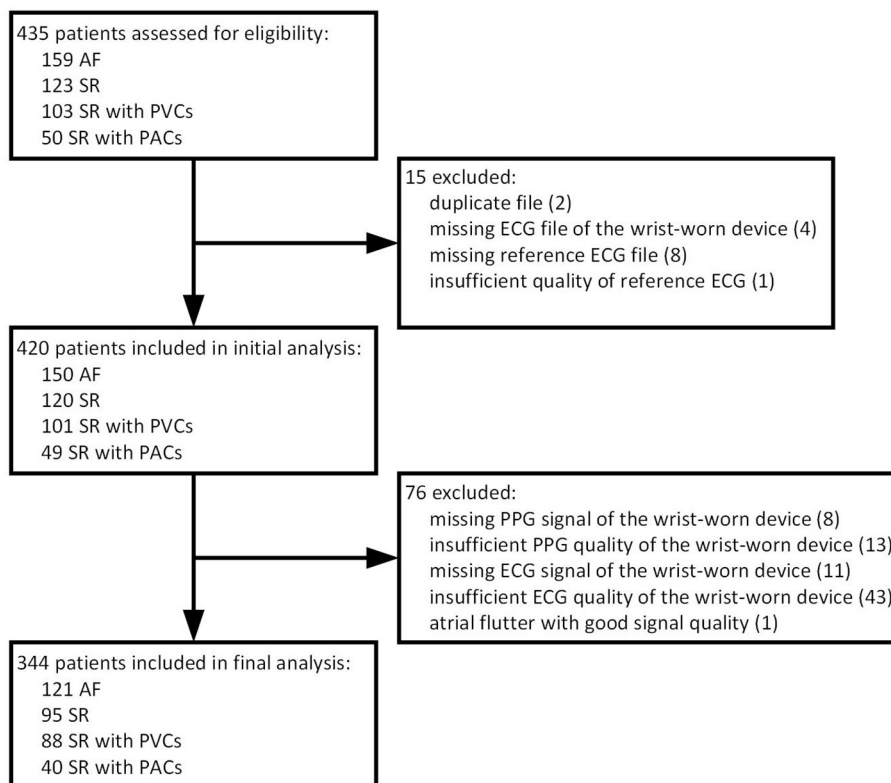 435 patients assessed for eligibility:
159 AF
123 SR
103 SR with PVCs
50 SR with PACs
15 excluded:
duplicate file (2)
missing ECG file of the wrist-worn device (4)
missing reference ECG file (8)
insufficient quality of reference ECG (1)
420 patients included in initial analysis:
150 AF
120 SR
101 SR with PVCs
49 SR with PACs
76 excluded:
missing PPG signal of the wrist-worn device (8)
insufficient PPG quality of the wrist-worn device (13)
missing ECG signal of the wrist-worn device (11)
insufficient ECG quality of the wrist-worn device (43)
atrial flutter with good signal quality (1)
344 patients included in final analysis:
121 AF
95 SR
88 SR with PVCs
40 SR with PACs